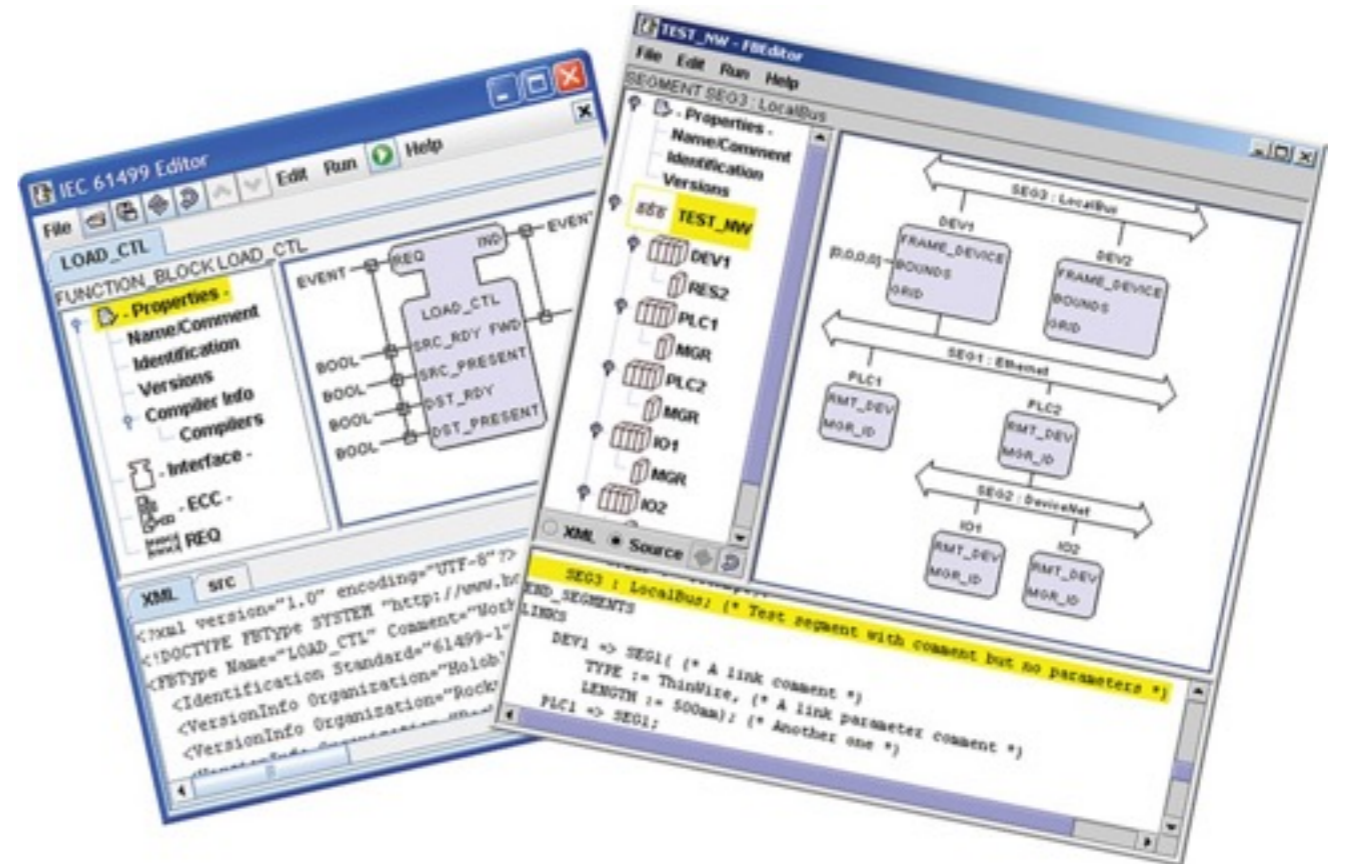 IEC 61499 Editor
File Edit Run Help
LOAD_CTL
FUNCTION_BLOCK LOAD_CTL
- Properties -
Name/Comment
Identification
Versions
Compiler Info
Compilers
- Interface -
- ECC -
REQ
EVENT
REQ
IND
EVENT
LOAD_CTL
BOOL
SRC_RDY FWD
BOOL
SRC_PRESENT
BOOL
DST_RDY
BOOL
DST_PRESENT
XML src
<?xml version="1.0" encoding="UTF-8"?>
<!DOCTYPE FBType SYSTEM "http://www.ho
<FBType Name="LOAD_CTL" Comment="Work
<Identification Standard="61499-1"
<VersionInfo Organization="Holobl
<VersionInfo Organization="Rock
TEST_NW - FBEditor
File Edit Run Help
SEGMENT SEG3 : LocalBus
- Properties -
Name/Comment
Identification
Versions
TEST_NW
DEV1
RES2
PLC1
MGR
PLC2
MGR
IO1
MGR
IO2
XML Source
SEG3 : LocalBus
DEV1
FRAME_DEVICE
[0,0,0,0] BOUNDS
GRID
DEV2
FRAME_DEVICE
BOUNDS
GRID
SEG1 : Ethernet
PLC1
RMT_DEV
MGR_ID
PLC2
RMT_DEV
MGR_ID
SEG2 : DeviceNet
IO1
RMT_DEV
MGR_ID
IO2
RMT_DEV
MGR_ID
SEG3 : LocalBus; (* Test segment with comment but no parameters *)
END_SEGMENTS
LINKS
DEV1 => SEG1( (* A link comment *)
TYPE := ThinWire, (* A link parameter comment *)
LENGTH := 500mm); (* Another one *)
PLC1 => SEG1;